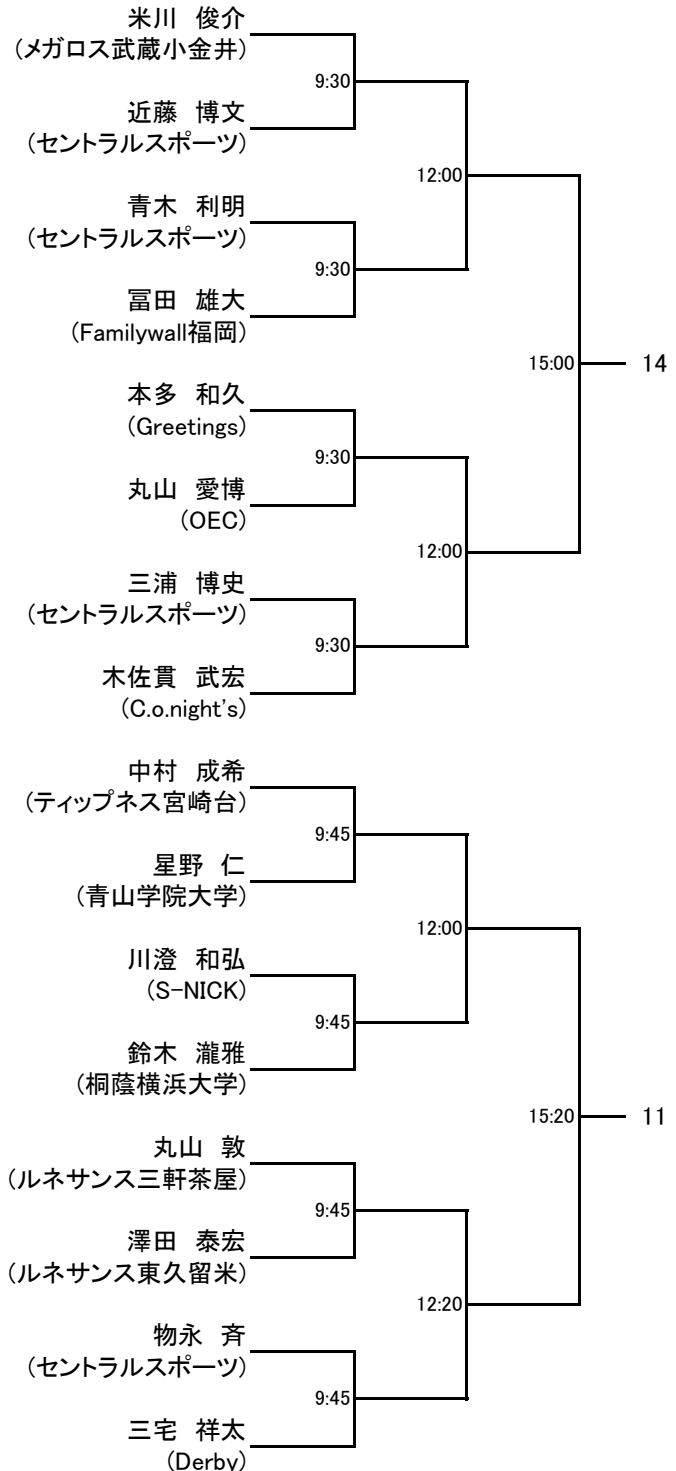 米川 俊介
(メガロス武蔵小金井)
9:30
近藤 博文
(セントラルスポーツ)
12:00
青木 利明
(セントラルスポーツ)
9:30
冨田 雄大
(Familywall福岡)
15:00
14
本多 和久
(Greetings)
9:30
丸山 愛博
(OEC)
12:00
三浦 博史
(セントラルスポーツ)
9:30
木佐貫 武宏
(C.o.night's)
中村 成希
(ティップネス宮崎台)
9:45
星野 仁
(青山学院大学)
12:00
川澄 和弘
(S-NICK)
9:45
鈴木 瀧雅
(桐蔭横浜大学)
15:20
11
丸山 敦
(ルネサンス三軒茶屋)
9:45
澤田 泰宏
(ルネサンス東久留米)
12:20
物永 斉
(セントラルスポーツ)
9:45
三宅 祥太
(Derby)